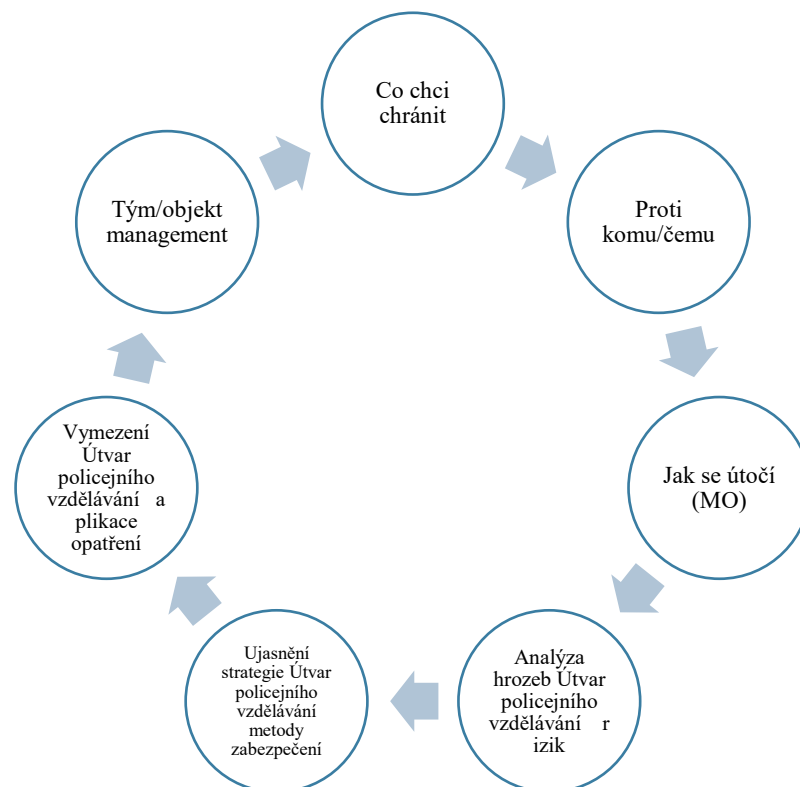 Co chci
chránit
Proti
komu/čemu
Jak se útočí
(MO)
Analýza
hrozeb Útvar
policejního
vzdělávání r
izik
Ujasnění
strategie Útvar
policejního
vzdělávání
metody
zabezpečení
Vymezení
Útvar
policejního
vzdělávání a
plikace
opatření
Tým/objekt
management